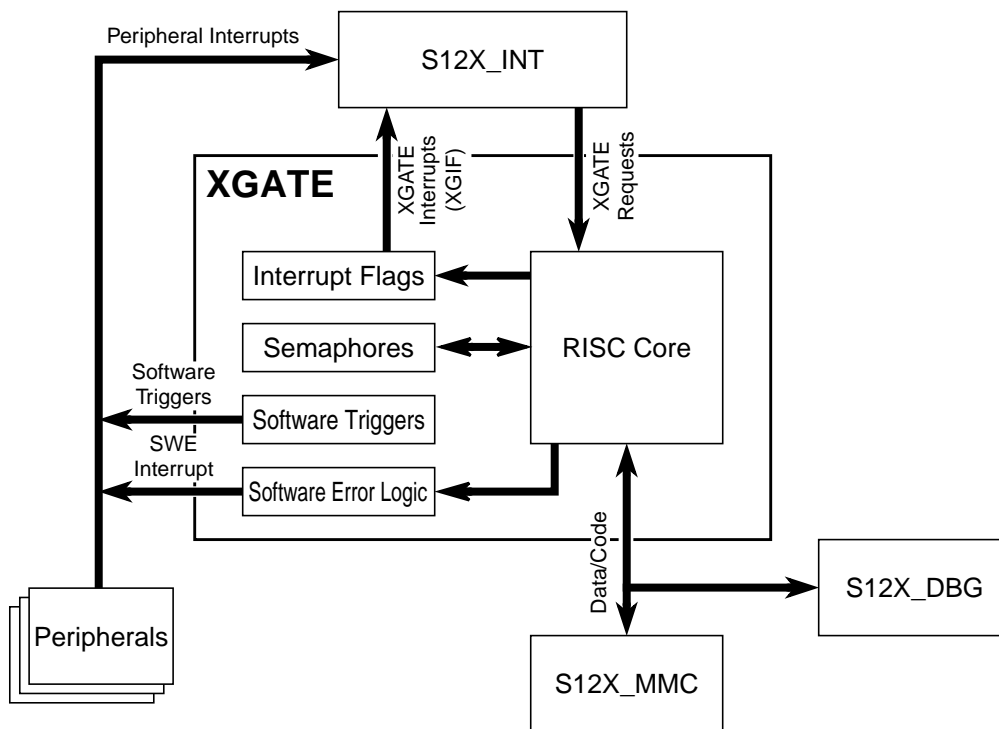 Peripheral Interrupts
S12X_INT
XGATE
XGATE
Interrupts
(XGIF)
XGATE
Requests
Interrupt Flags
Semaphores
RISC Core
Software
Triggers
Software Triggers
SWE
Interrupt
Software Error Logic
Data/Code
S12X_DBG
Peripherals
S12X_MMC